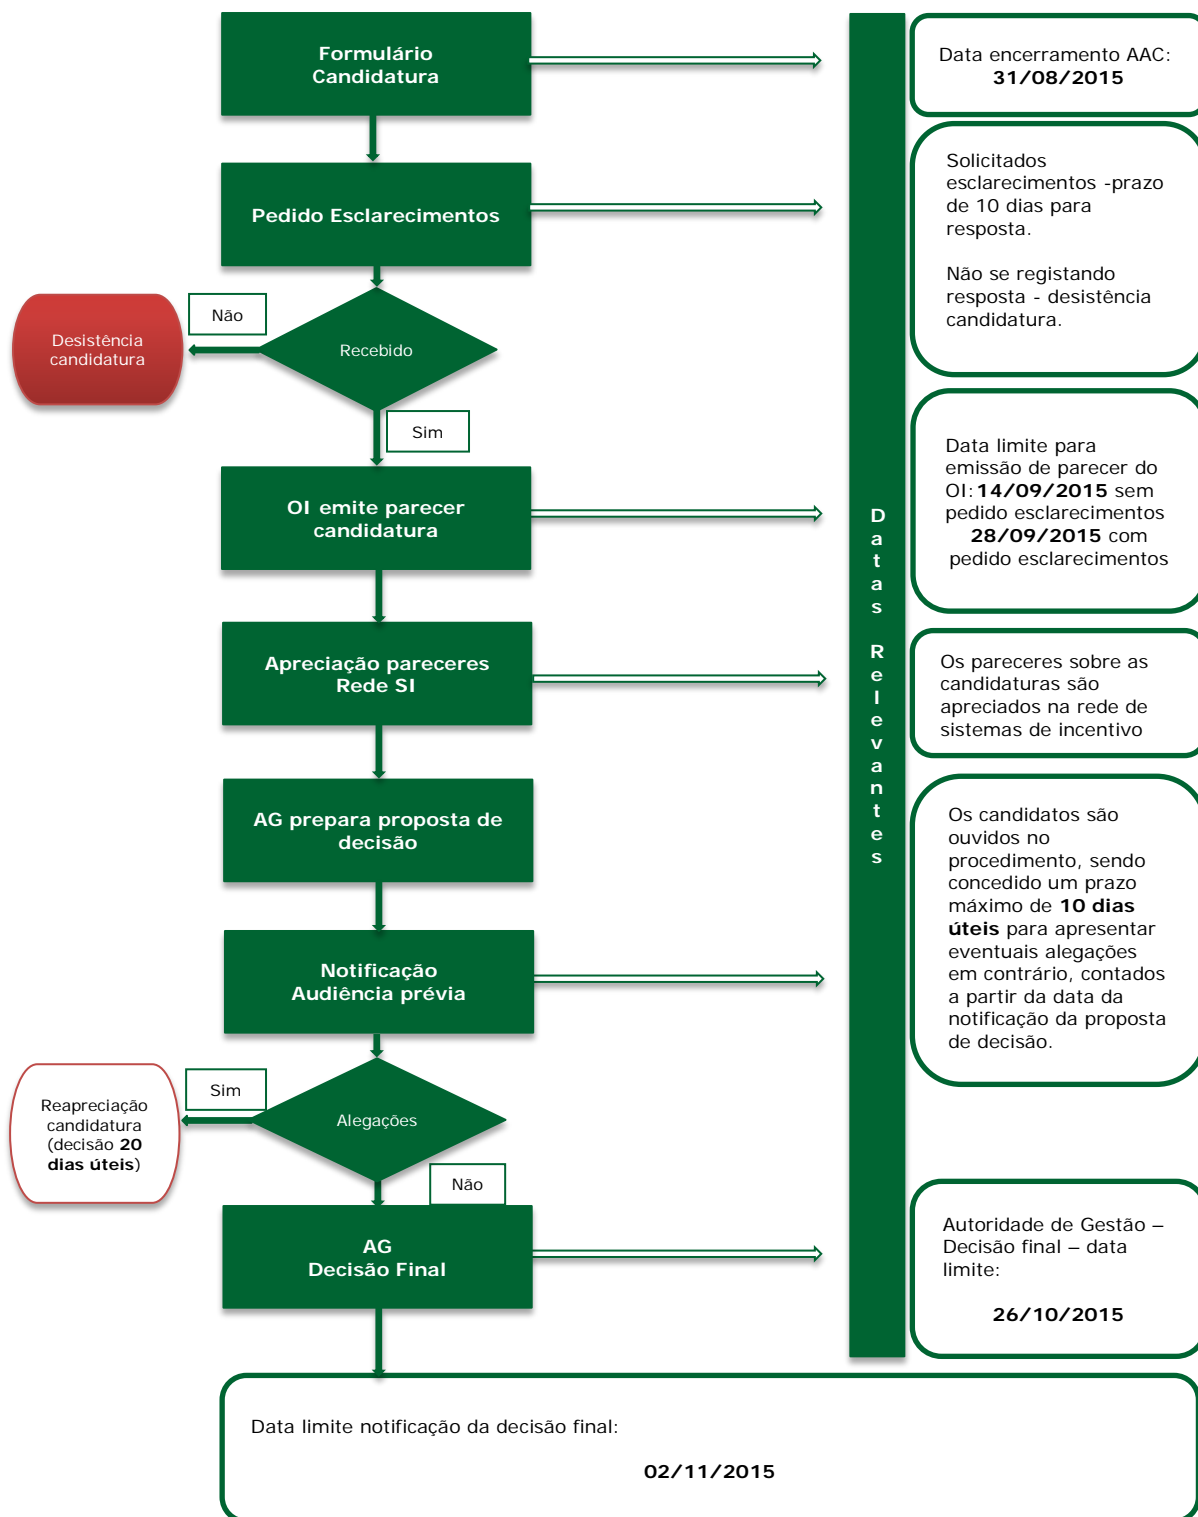 Formulário
Candidatura
Data encerramento AAC:
31/08/2015
Pedido Esclarecimentos
Solicitados
esclarecimentos -prazo
de 10 dias para
resposta.
Não se registando
resposta - desistência
candidatura.
Não
Desistência
candidatura
Recebido
Sim
OI emite parecer
candidatura
Data limite para
emissão de parecer do
OI: 14/09/2015 sem
pedido esclarecimentos
28/09/2015 com
pedido esclarecimentos
Datas Relevantes
Apreciação pareceres
Rede SI
Os pareceres sobre as
candidaturas são
apreciados na rede de
sistemas de incentivo
AG prepara proposta de
decisão
Notificação
Audiência prévia
Os candidatos são
ouvidos no
procedimento, sendo
concedido um prazo
máximo de 10 dias
úteis para apresentar
eventuais alegações
em contrário, contados
a partir da data da
notificação da proposta
de decisão.
Sim
Reapreciação
candidatura
(decisão 20
dias úteis)
Alegações
Não
AG
Decisão Final
Autoridade de Gestão –
Decisão final – data
limite:
26/10/2015
Data limite notificação da decisão final:
02/11/2015